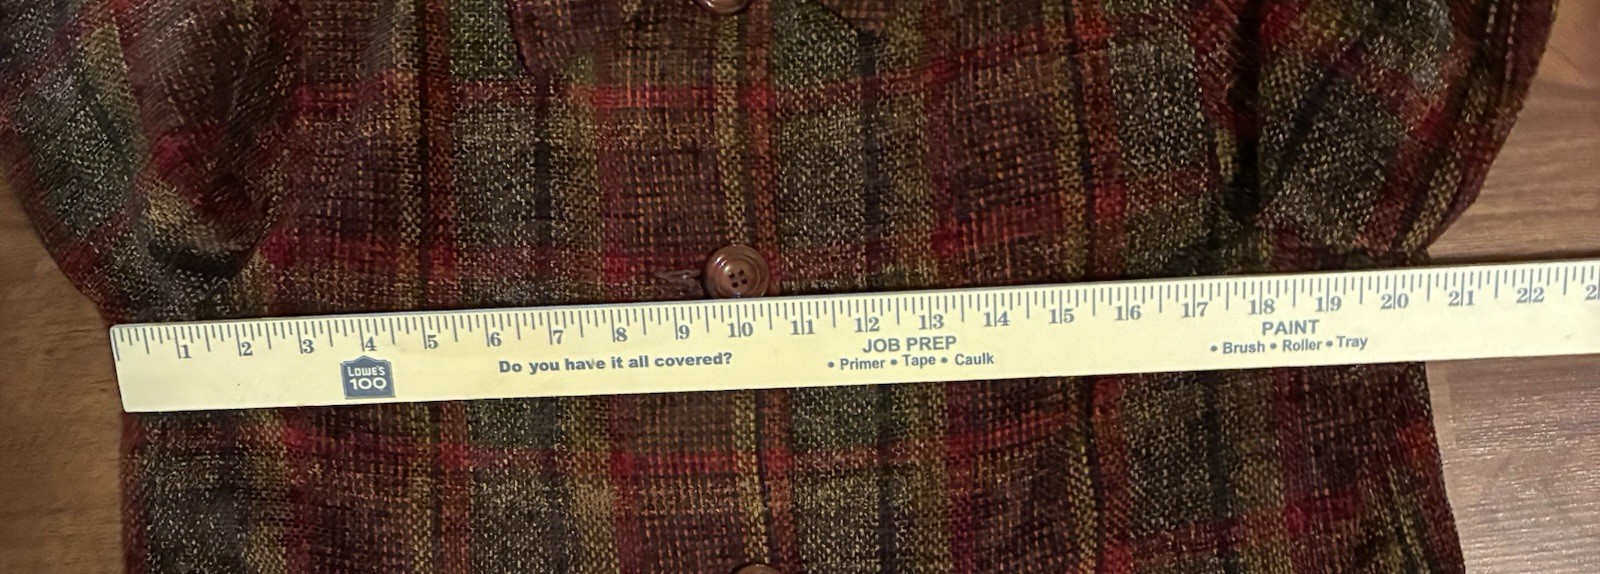 1 2 3 4 5 6 7 8 9 10 11 12 13 14 15 16 17 18 19 20 21 22
LOWE'S
100
Do you have it all covered?
JOB PREP
• Primer • Tape • Caulk
PAINT
• Brush • Roller • Tray